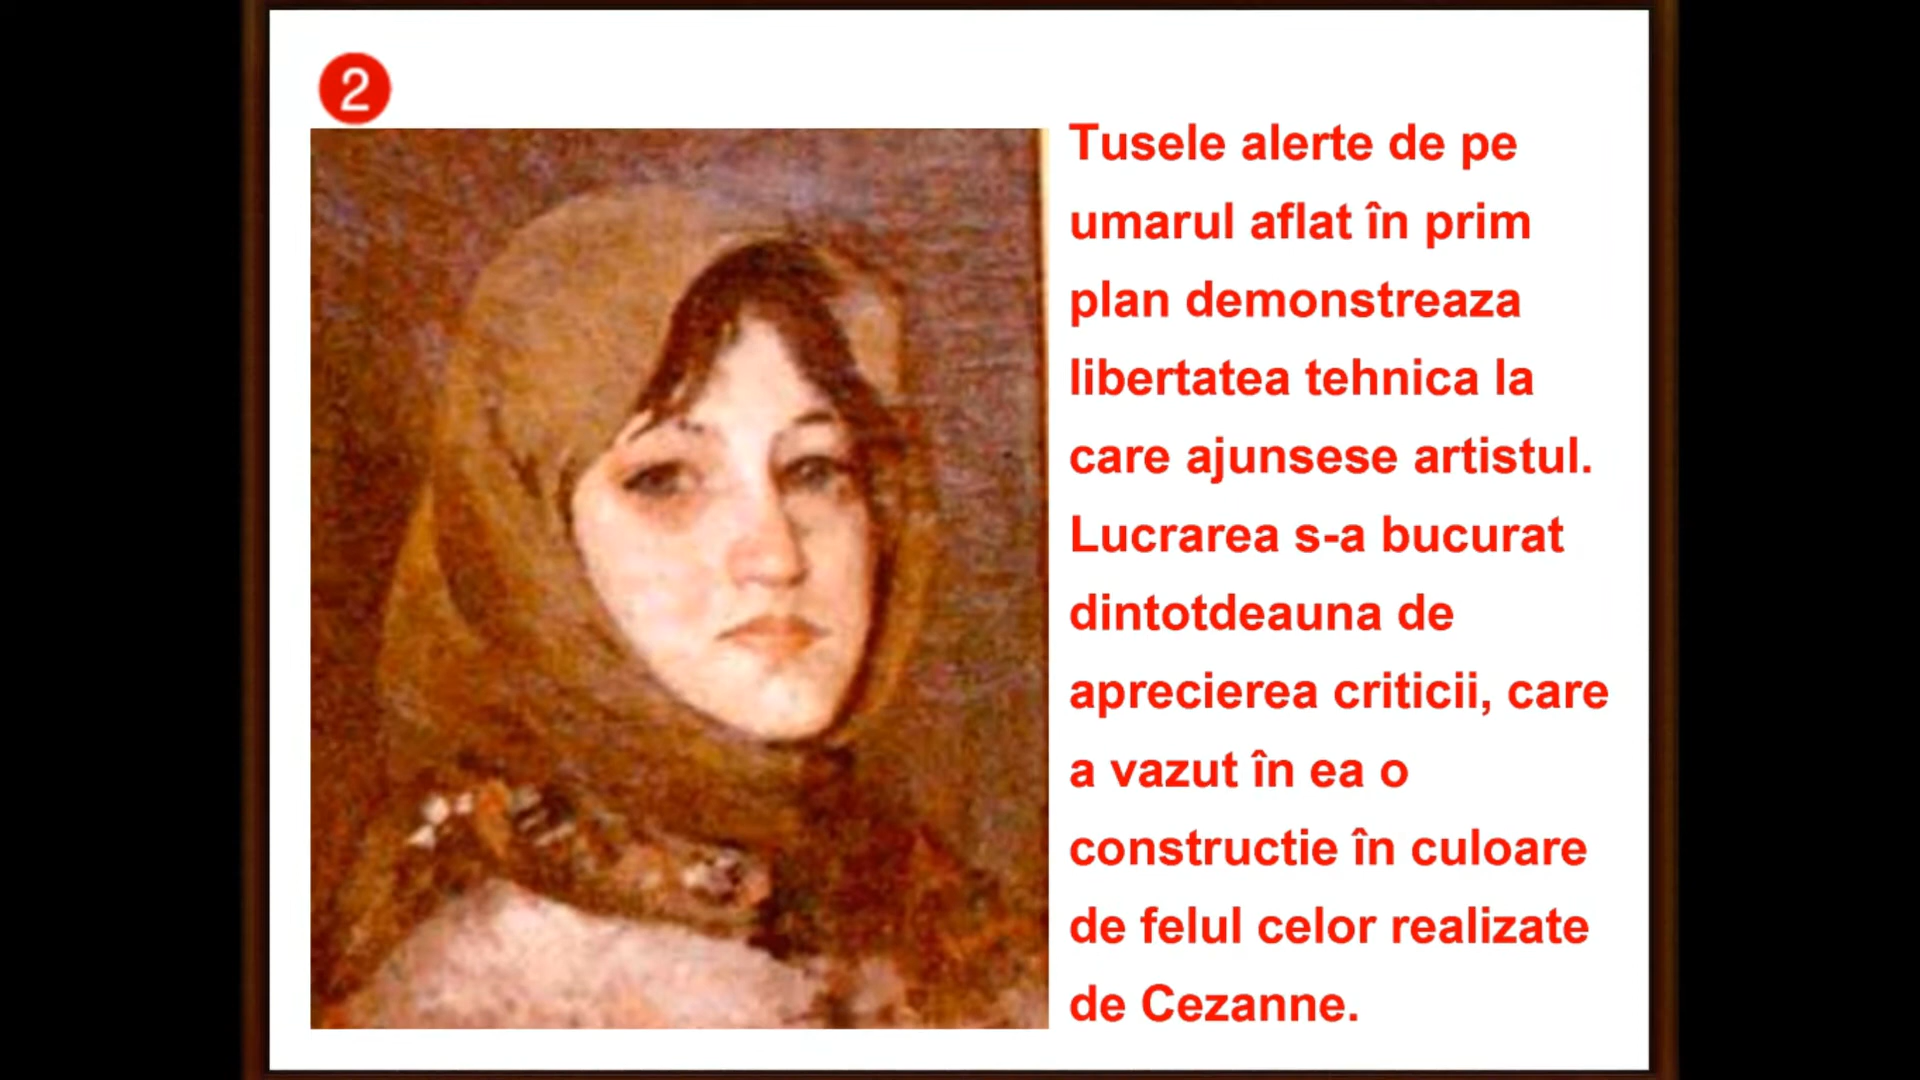 2
Tusele alerte de pe
umarul aflat în prim
plan demonstreaza
libertatea tehnica la
care ajunsese artistul.
Lucrarea s-a bucurat
dintotdeauna de
aprecierea criticii, care
a vazut în ea o
constructie în culoare
de felul celor realizate
de Cezanne.